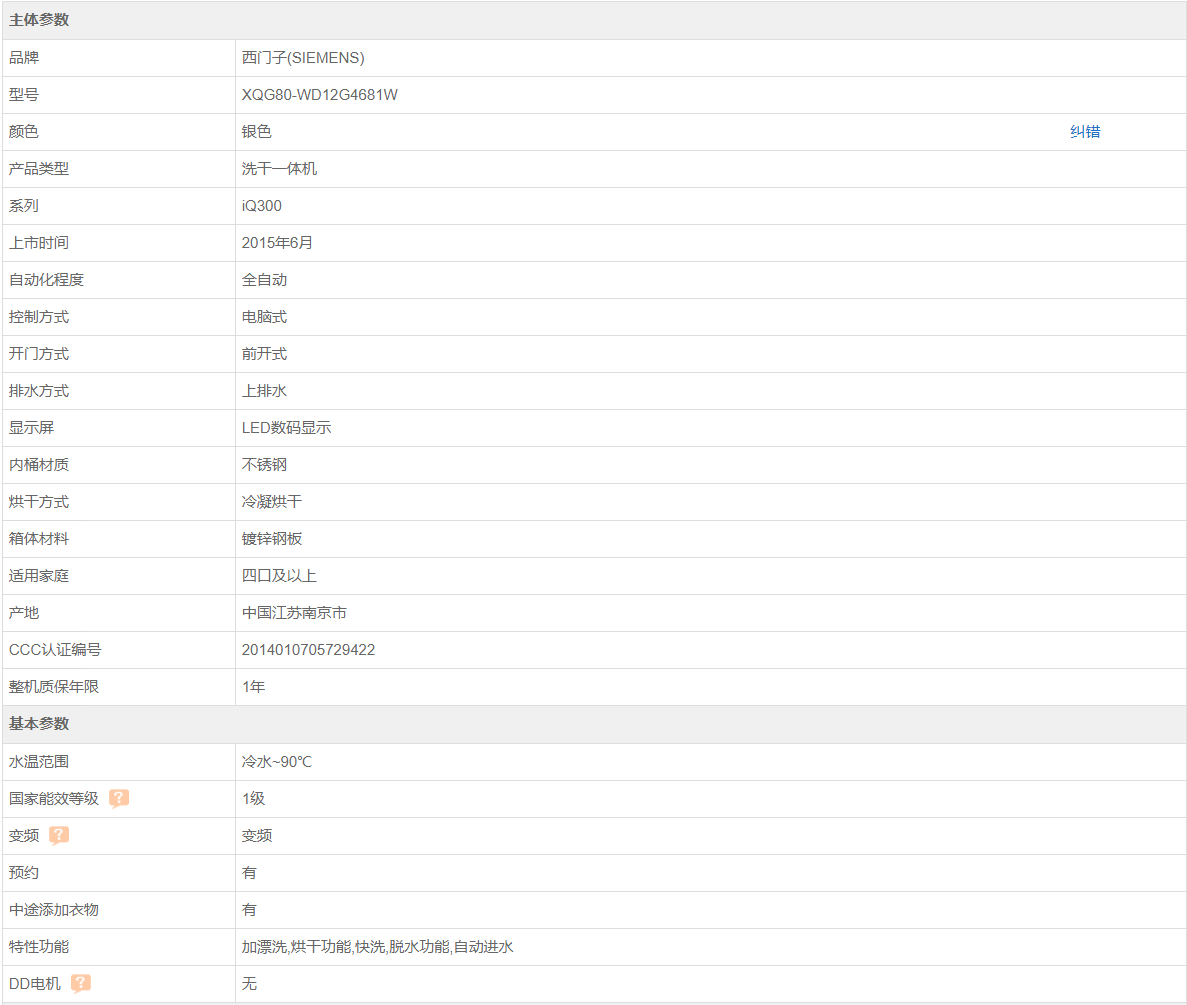 主体参数
品牌 西门子(SIEMENS)
型号 XQG80-WD12G4681W
颜色 银色 纠错
产品类型 洗干一体机
系列 iQ300
上市时间 2015年6月
自动化程度 全自动
控制方式 电脑式
开门方式 前开式
排水方式 上排水
显示屏 LED数码显示
内桶材质 不锈钢
烘干方式 冷凝烘干
箱体材料 镀锌钢板
适用家庭 四口及以上
产地 中国江苏南京市
CCC认证编号 2014010705729422
整机质保年限 1年
基本参数
水温范围 冷水~90℃
国家能效等级 ? 1级
变频 ? 变频
预约 有
中途添加衣物 有
特性功能 加漂洗,烘干功能,快洗,脱水功能,自动进水
DD电机 ? 无